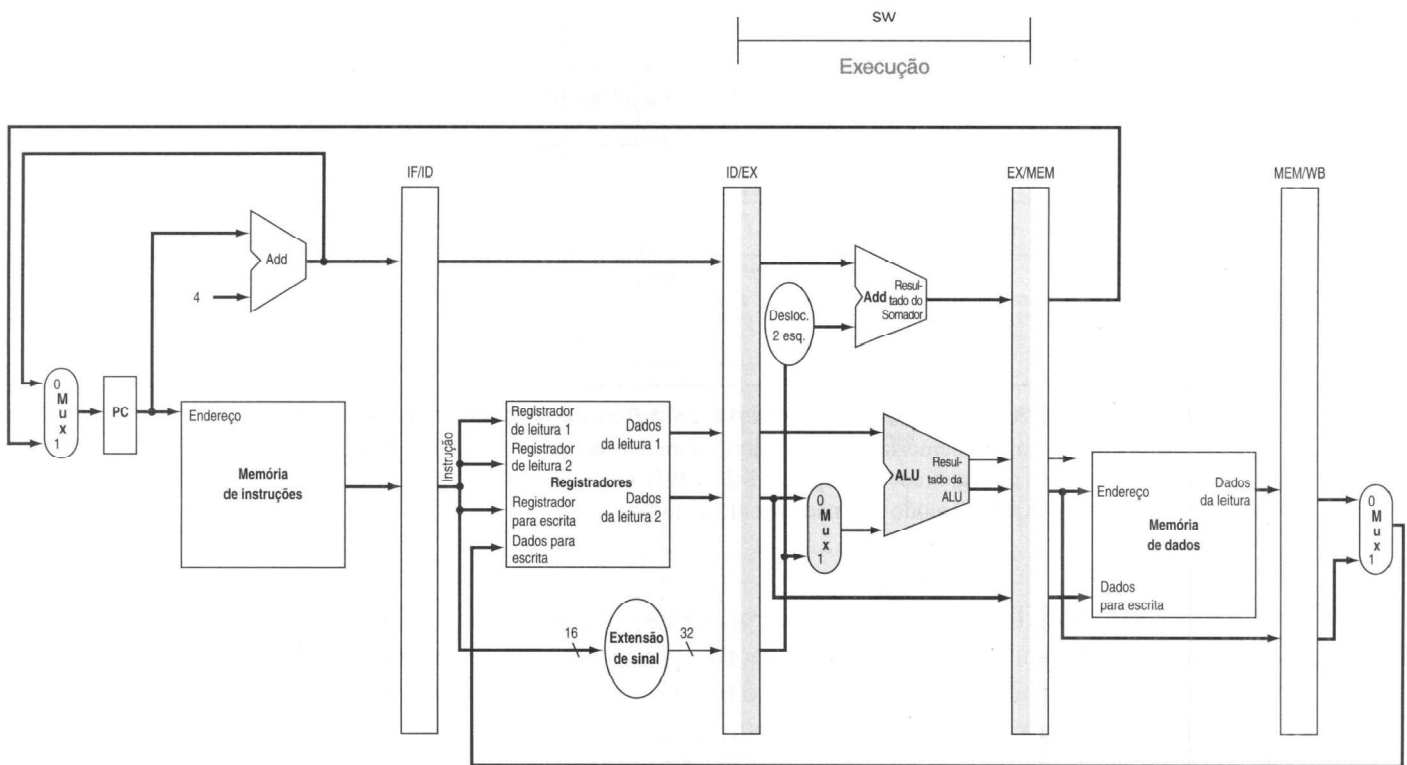 sw
Execução
IF/ID
ID/EX
EX/MEM
MEM/WB
Add
4
0
M
u
x
1
PC
Endereço
Memória
de instruções
Instrução
Registrador
de leitura 1
Registrador
de leitura 2
Registradores
Registrador
para escrita
Dados para
escrita
Dados
da leitura 1
Dados
da leitura 2
16
Extensão
de sinal
32
Desloc.
2 esq.
Add
Resul-
tado do
Somador
0
M
u
x
1
ALU
Resul-
tado da
ALU
Endereço
Dados
da leitura
Memória
de dados
Dados
para escrita
0
M
u
x
1